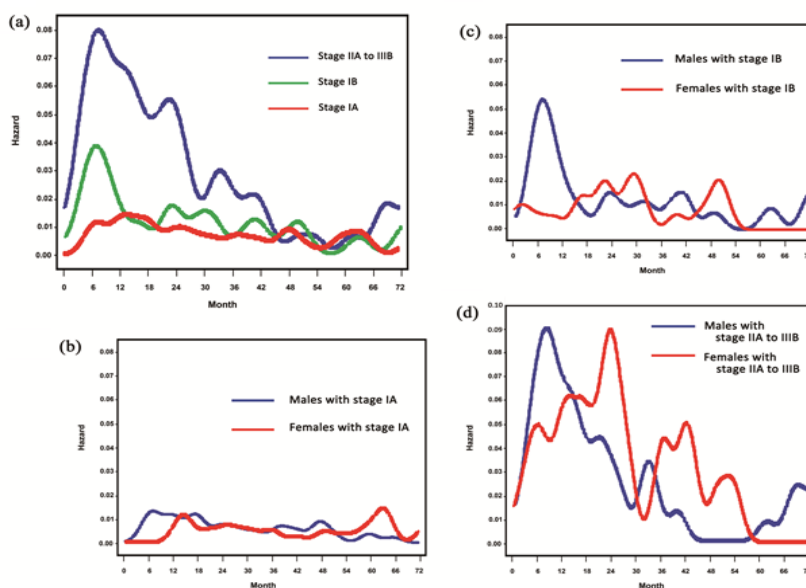 (a)
0.08
0.07
0.06
0.05
0.04
0.03
0.02
0.01
0.00
Hazard
Stage IIA to IIIB
Stage IB
Stage IA
0 6 12 18 24 30 36 42 48 54 60 66 72
Month
(b)
0.08
0.07
0.06
0.05
0.04
0.03
0.02
0.01
0.00
Hazard
Males with stage IA
Females with stage IA
0 6 12 18 24 30 36 42 48 54 60 66 72
Month
(c)
0.08
0.07
0.06
0.05
0.04
0.03
0.02
0.01
0.00
Hazard
Males with stage IB
Females with stage IB
0 6 12 18 24 30 36 42 48 54 60 66
Month
(d)
0.10
0.09
0.08
0.07
0.06
0.05
0.04
0.03
0.02
0.01
0.00
Hazard
Males with
stage IIA to IIIB
Females with
stage IIA to IIIB
0 6 12 18 24 30 36 42 48 54 60 66
Month